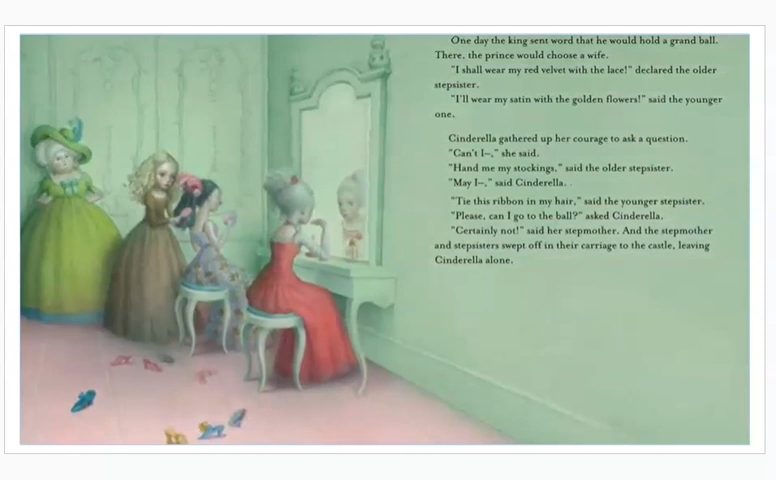 One day the king sent word that he would hold a grand ball.
There, the prince would choose a wife.
"I shall wear my red velvet with the lace!" declared the older
stepsister.
"I'll wear my satin with the golden flowers!" said the younger
one.
Cinderella gathered up her courage to ask a question.
"Can't I—," she said.
"Hand me my stockings," said the older stepsister.
"May I—," said Cinderella.
"Tie this ribbon in my hair," said the younger stepsister.
"Please, can I go to the ball?" asked Cinderella.
"Certainly not!" said her stepmother. And the stepmother
and stepsisters swept off in their carriage to the castle, leaving
Cinderella alone.